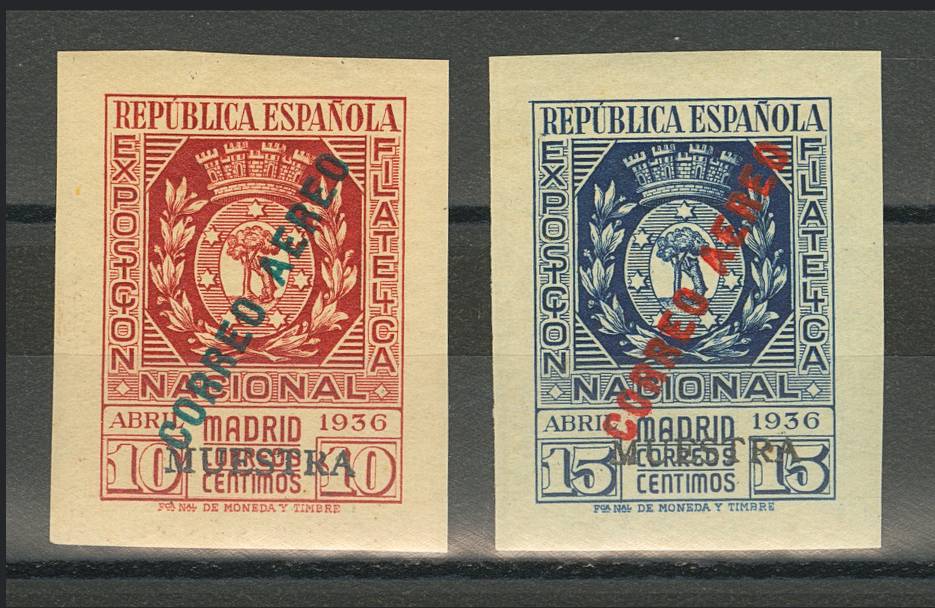 REPÚBLICA ESPAÑOLA
EXPOSICION
FILATELICA
NACIONAL
CORREO AEREO
ABRIL
MADRID
1936
10
CORREOS
10
MUESTRA
CENTIMOS
FCA NAL DE MONEDA Y TIMBRE
REPÚBLICA ESPAÑOLA
EXPOSICION
FILATELICA
NACIONAL
CORREO AEREO
ABRIL
MADRID
1936
15
CORREOS
15
MUESTRA
CENTIMOS
FCA NAL DE MONEDA Y TIMBRE